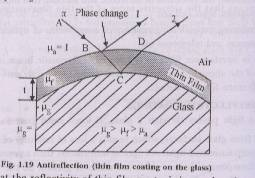 x Phase change 1
A 2
μa = 1 B D Air
Thin Film
μf
C
t
μg Glass
μg = μg > μf > μa
Fig. 1.19 Antireflection (thin film coating on the glass)